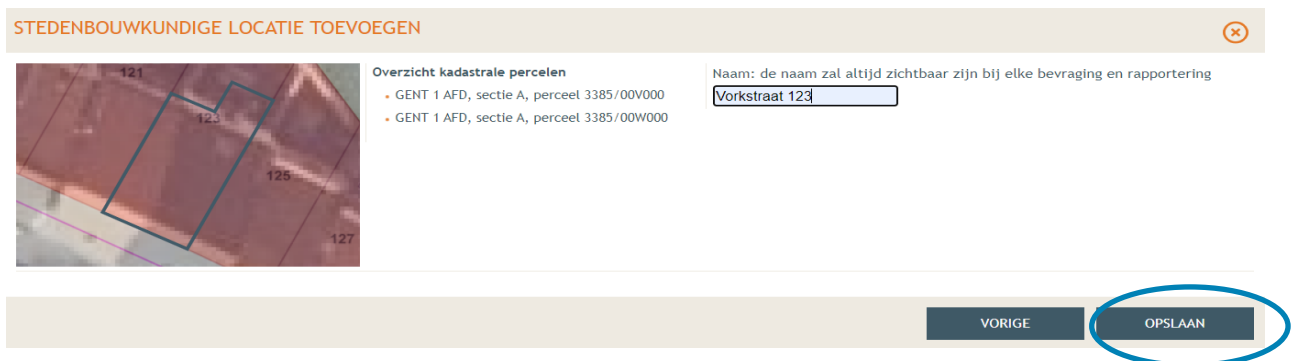 STEDENBOUWKUNDIGE LOCATIE TOEVOEGEN
121
123
125
127
Overzicht kadastrale percelen
• GENT 1 AFD, sectie A, perceel 3385/00V000
• GENT 1 AFD, sectie A, perceel 3385/00W000
Naam: de naam zal altijd zichtbaar zijn bij elke bevraging en rapportering
Vorkstraat 123
VORIGE
OPSLAAN